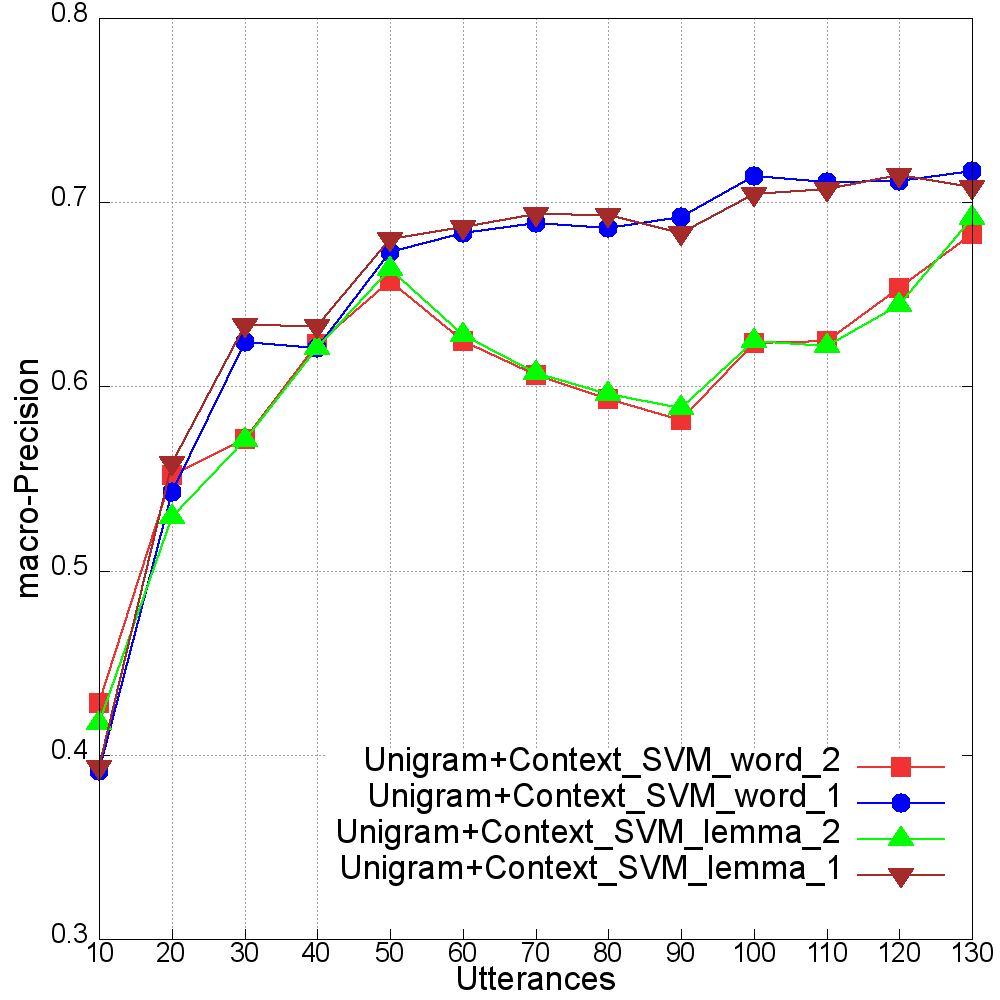 0.8
0.7
0.6
0.5
0.4
0.3
macro-Precision
Unigram+Context_SVM_word_2
Unigram+Context_SVM_word_1
Unigram+Context_SVM_lemma_2
Unigram+Context_SVM_lemma_1
10 20 30 40 50 60 70 80 90 100 110 120 130
Utterances